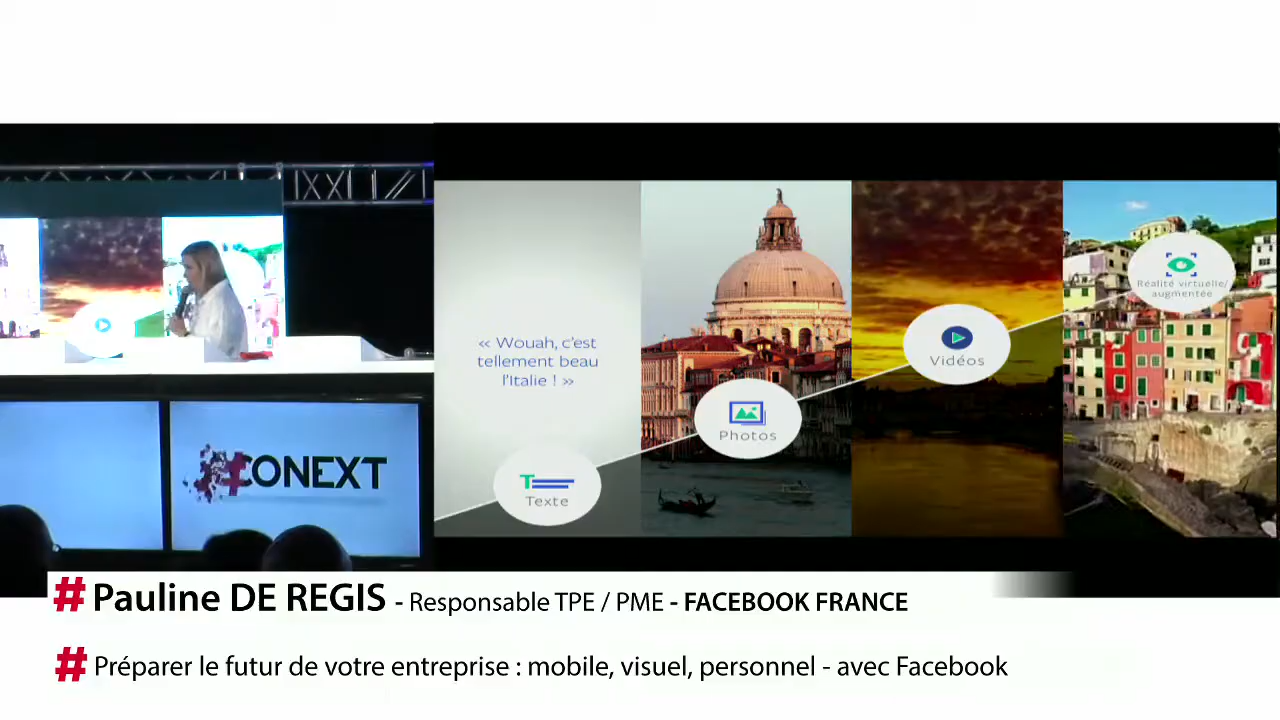 « Wouah, c'est
tellement beau
l'Italie ! »
Texte
Photos
Vidéos
Réalité virtuelle/
augmentée
#CONEXT
# Pauline DE REGIS - Responsable TPE / PME - FACEBOOK FRANCE
# Préparer le futur de votre entreprise : mobile, visuel, personnel - avec Facebook